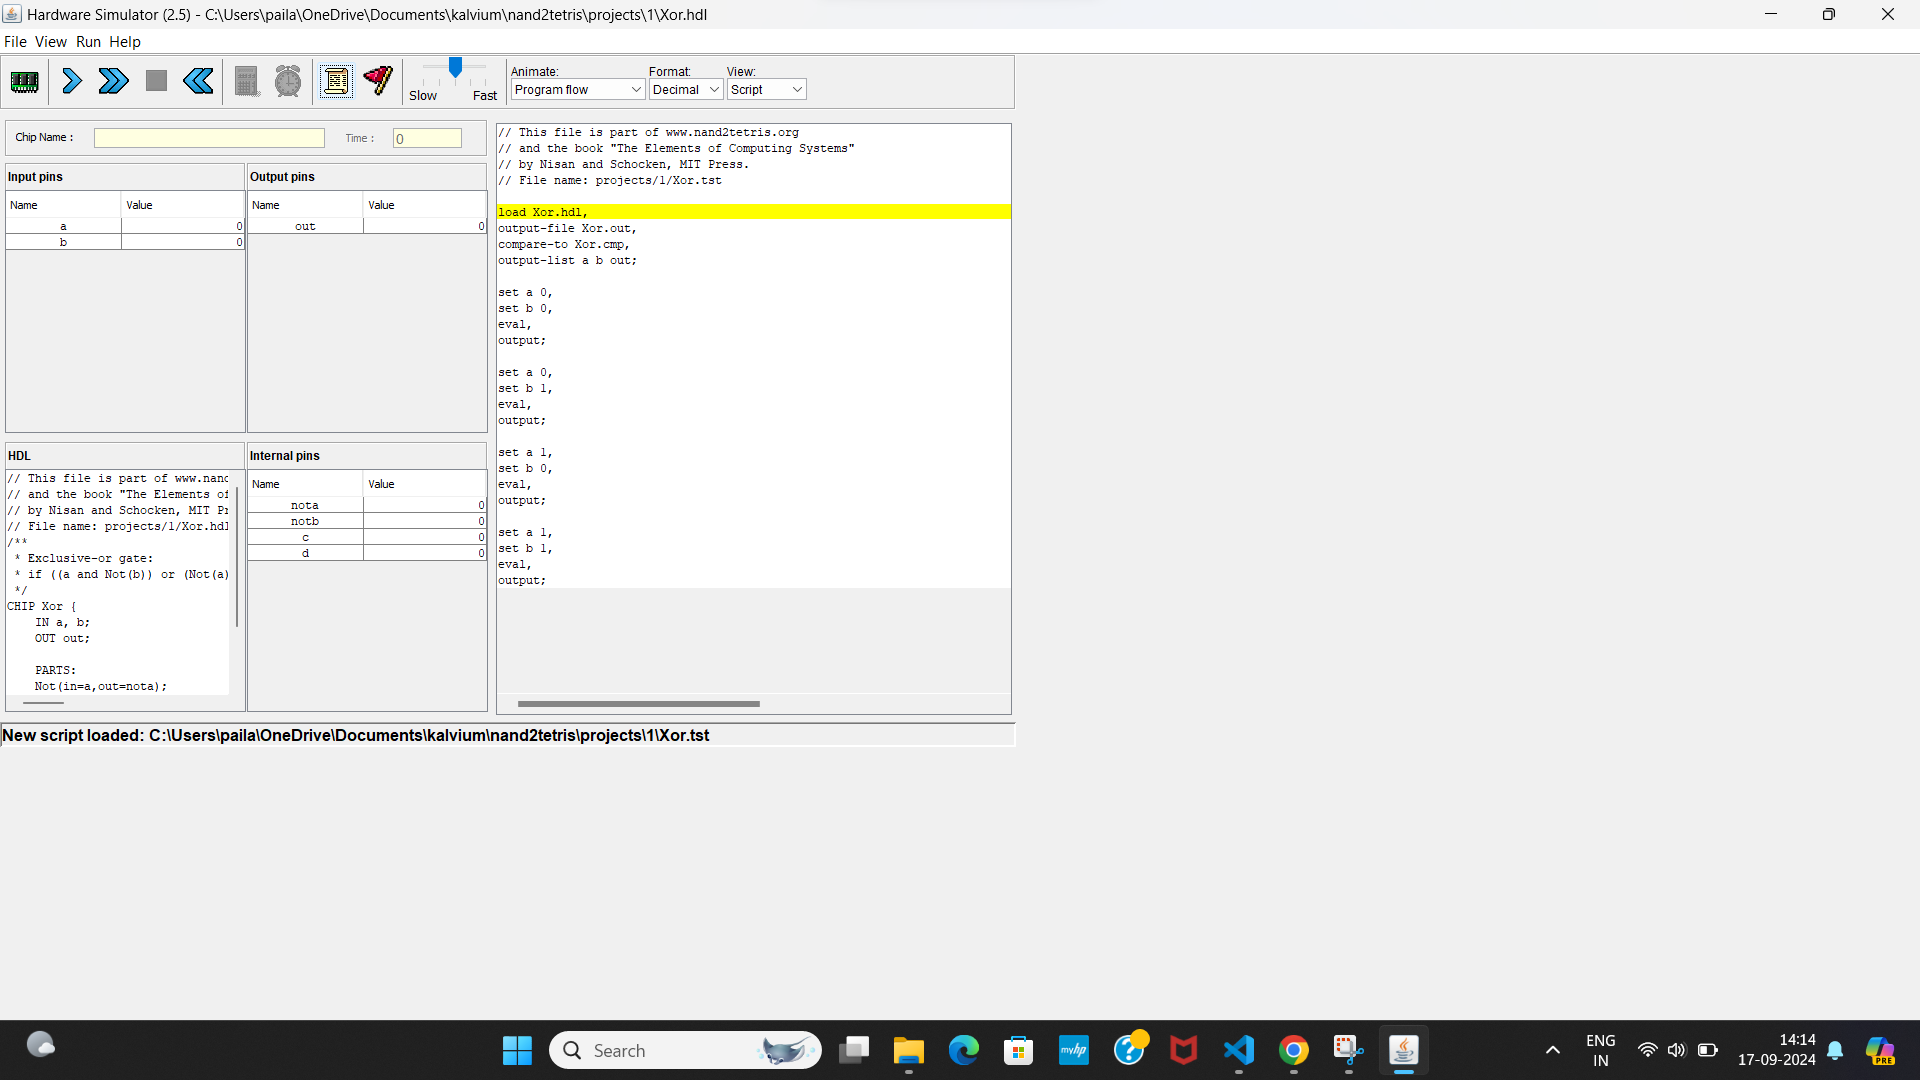 Hardware Simulator (2.5) - C:\Users\paila\OneDrive\Documents\kalvium\nand2tetris\projects\1\Xor.hdl
File View Run Help
Slow Fast
Animate: Format: View:
Program flow Decimal Script
Chip Name : Time : 0
Input pins
Name Value
a 0
b 0
Output pins
Name Value
out 0
HDL
// This file is part of www.nand
// and the book "The Elements of
// by Nisan and Schocken, MIT Pr
// File name: projects/1/Xor.hdl
/**
* Exclusive-or gate:
* if ((a and Not(b)) or (Not(a)
*/
CHIP Xor {
IN a, b;
OUT out;
PARTS:
Not(in=a,out=nota);
Internal pins
Name Value
nota 0
notb 0
c 0
d 0
// This file is part of www.nand2tetris.org
// and the book "The Elements of Computing Systems"
// by Nisan and Schocken, MIT Press.
// File name: projects/1/Xor.tst
load Xor.hdl,
output-file Xor.out,
compare-to Xor.cmp,
output-list a b out;
set a 0,
set b 0,
eval,
output;
set a 0,
set b 1,
eval,
output;
set a 1,
set b 0,
eval,
output;
set a 1,
set b 1,
eval,
output;
New script loaded: C:\Users\paila\OneDrive\Documents\kalvium\nand2tetris\projects\1\Xor.tst
Search
myhp
ENG
IN
14:14
17-09-2024
PRE